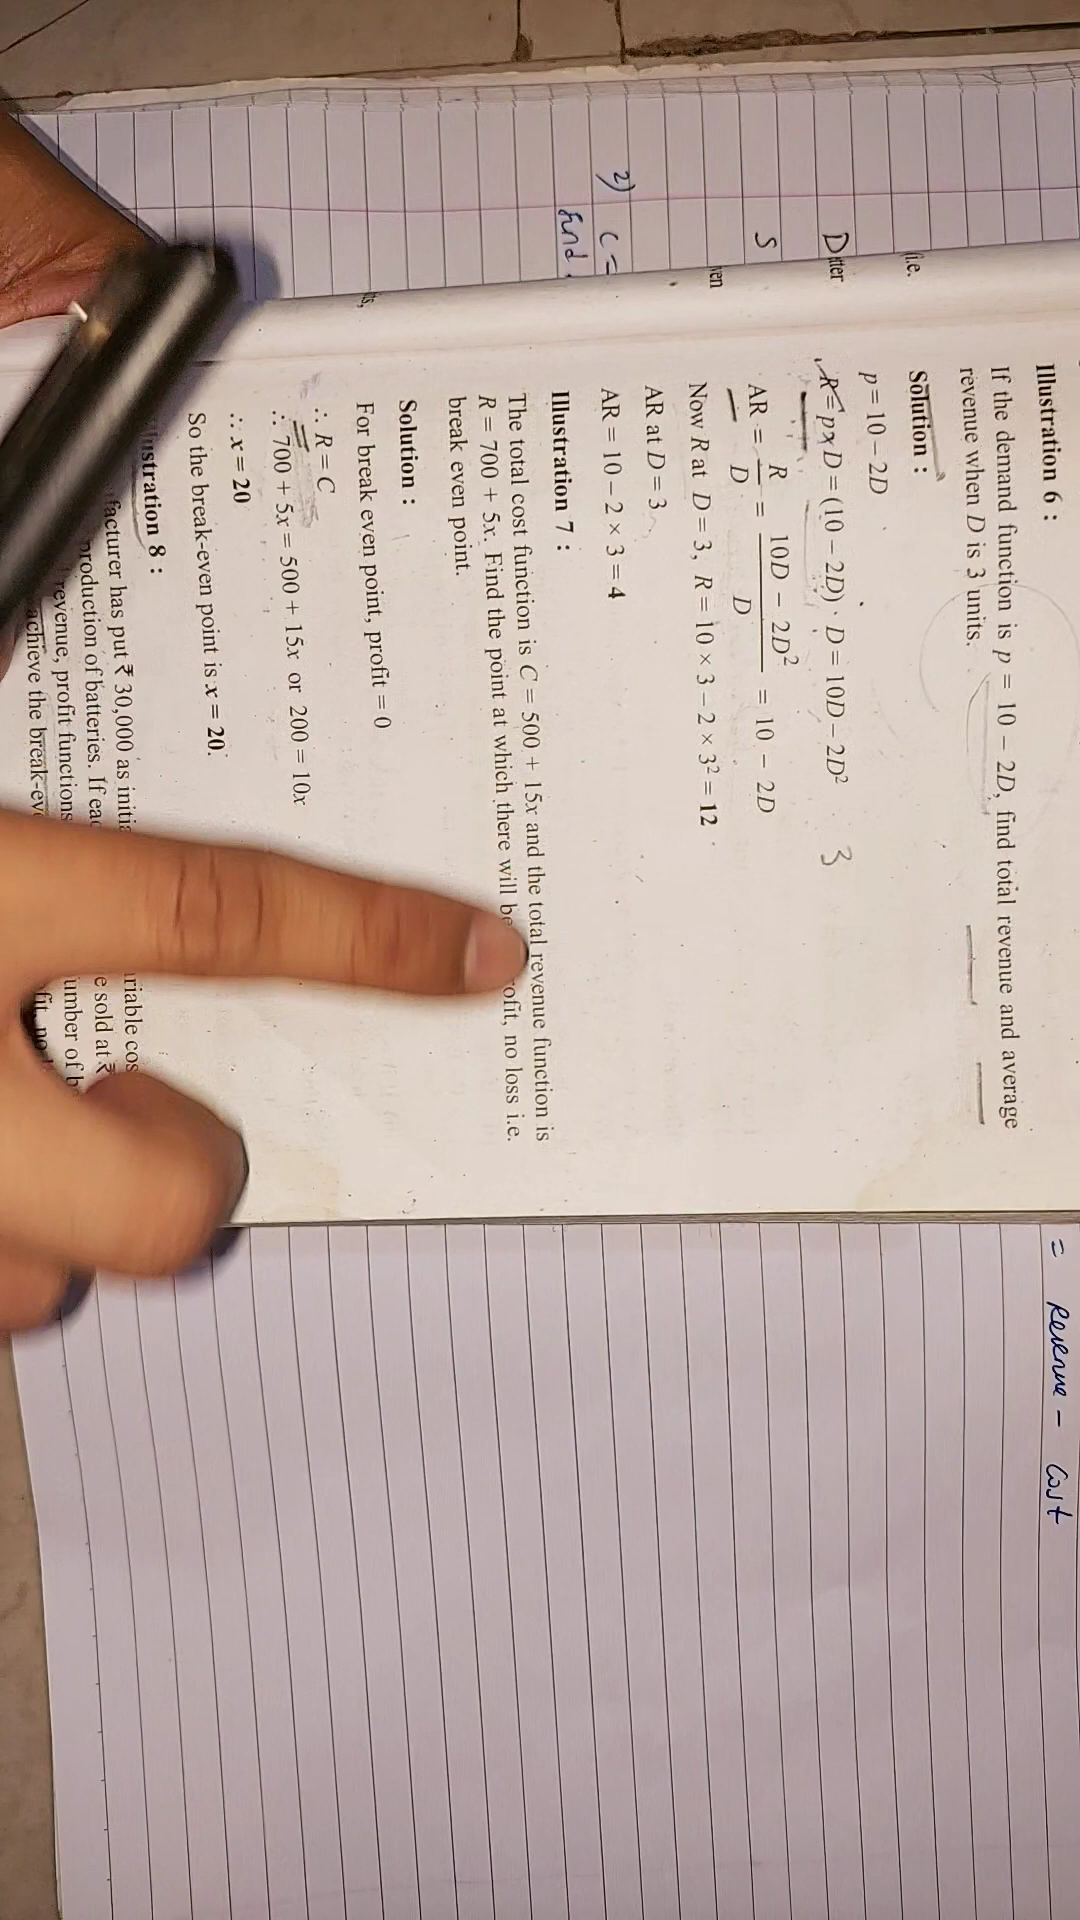 = Revenue - Cost
i.e.
S
ven
2) C =
find
Illustration 6 :
If the demand function is p = 10 – 2D, find total revenue and average
revenue when D is 3 units.
Solution :
p = 10 – 2D
R = p × D = (10 – 2D) · D = 10D – 2D² 3
AR = R/D = (10D – 2D²)/D = 10 – 2D
Now R at D = 3, R = 10 × 3 – 2 × 3² = 12
AR at D = 3
AR = 10 – 2 × 3 = 4
Illustration 7 :
The total cost function is C = 500 + 15x and the total revenue function is
R = 700 + 5x. Find the point at which there will be rofit, no loss i.e.
break even point.
Solution :
For break even point, profit = 0
∴ R = C
∴ 700 + 5x = 500 + 15x or 200 = 10x
∴ x = 20
So the break-even point is x = 20.
ustration 8 :
facturer has put ₹ 30,000 as initia riable cos
production of batteries. If eac e sold at ₹
revenue, profit functions umber of b
achieve the break-ev